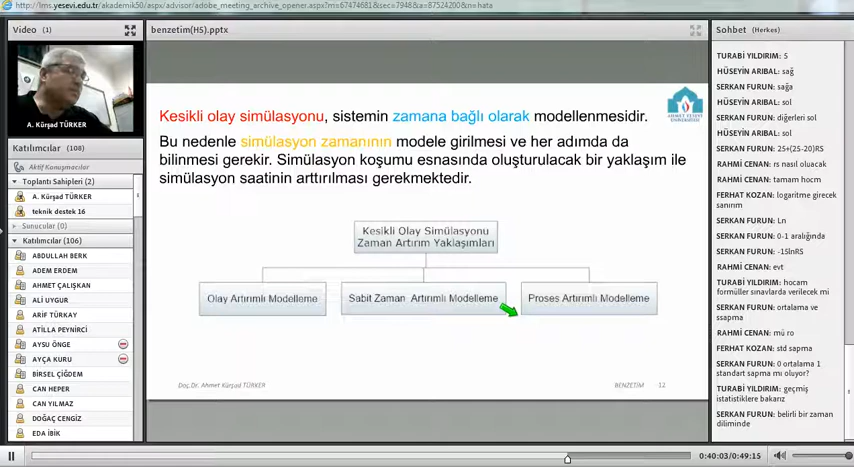 http://lms.yesevi.edu.tr/akademik50/aspx/advisor/adobe_meeting_archive_opener.aspx?m=67474681&sec=7948&a=87524200&n=hata
Video (1)
A. Kürşad TÜRKER
Katılımcılar (108)
Aktif Konuşmacılar
Toplantı Sahipleri (2)
A. Kürşad TÜRKER
teknik destek 16
Sunucular (0)
Katılımcılar (106)
ABDULLAH BERK
ADEM ERDEM
AHMET ÇALIŞKAN
ALİ UYGUR
ARİF TÜRKAY
ATİLLA PEYNİRCİ
AYSU ÖNGE
AYÇA KURU
BİRSEL ÇİĞDEM
CAN HEPER
CAN YILMAZ
DOĞAÇ CENGİZ
EDA İBİK
benzetim(H5).pptx
Kesikli olay simülasyonu, sistemin zamana bağlı olarak modellenmesidir.
Bu nedenle simülasyon zamanının modele girilmesi ve her adımda da
bilinmesi gerekir. Simülasyon koşumu esnasında oluşturulacak bir yaklaşım ile
simülasyon saatinin arttırılması gerekmektedir.
Kesikli Olay Simülasyonu
Zaman Artırım Yaklaşımları
Olay Artırımlı Modelleme
Sabit Zaman Artırımlı Modelleme
Proses Artırımlı Modelleme
Doç.Dr. Ahmet Kürşad TÜRKER
BENZETİM 12
Sohbet (Herkes)
TURABİ YILDIRIM: 5
HÜSEYİN ARIBAL: sağ
SERKAN FURUN: sağa
HÜSEYİN ARIBAL: sol
SERKAN FURUN: diğerleri sol
HÜSEYİN ARIBAL: sol
SERKAN FURUN: 25+(25-20)RS
RAHMİ CENAN: rs nasıl olucak
RAHMİ CENAN: tamam hocm
FERHAT KOZAN: logaritme girecek
sanırım
SERKAN FURUN: Ln
SERKAN FURUN: 0-1 aralığında
SERKAN FURUN: -15lnRS
RAHMİ CENAN: evt
TURABİ YILDIRIM: hocam
formüller sınavlarda verilecek mi
SERKAN FURUN: ortalama ve
ssapma
RAHMİ CENAN: mü ro
FERHAT KOZAN: std sapma
SERKAN FURUN: 0 ortalama 1
standart sapma mı oluyor?
TURABİ YILDIRIM: geçmiş
istatistiklere bakarız
SERKAN FURUN: belirli bir zaman
diliminde
0:40:03/0:49:15